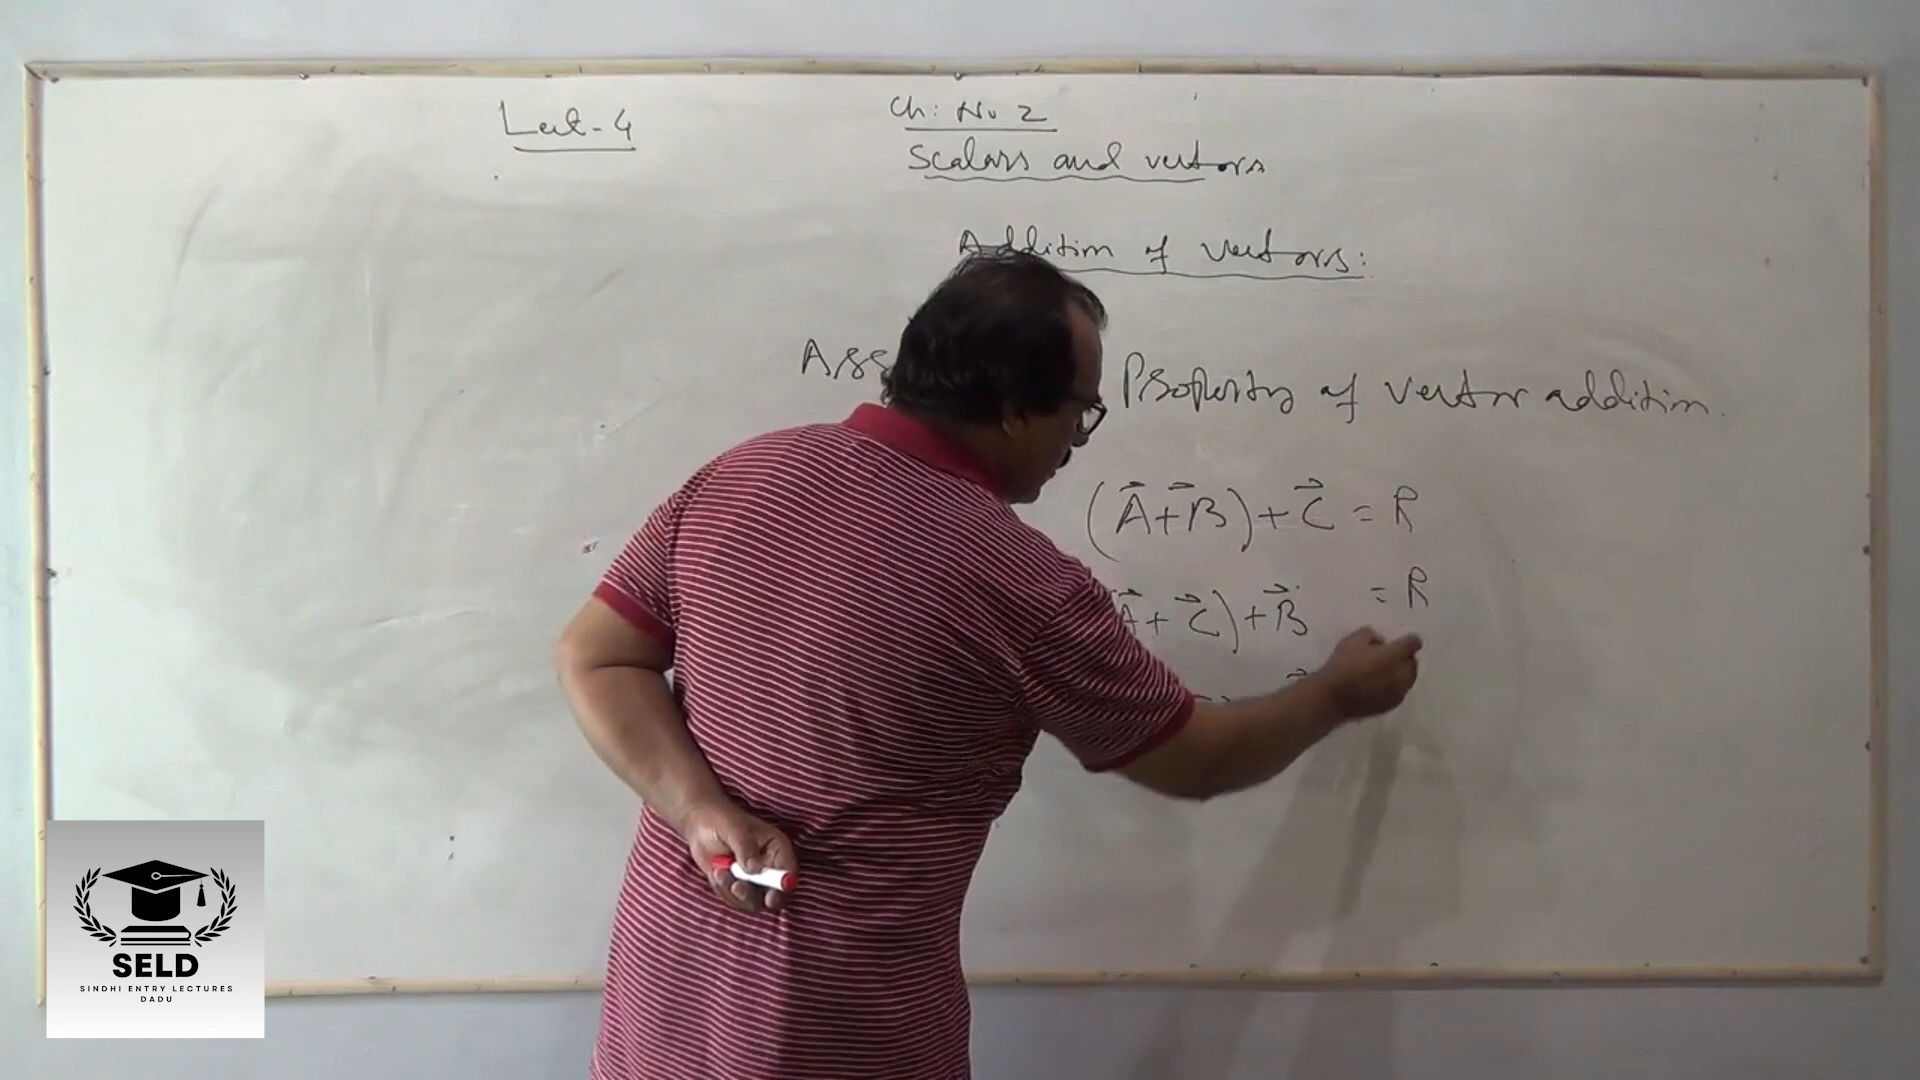 Lect-4
Ch: No 2
Scalars and vectors
Addition of vectors:
Ass Property of vector addition.
(A⃗+B⃗)+C⃗ = R
A⃗+C⃗)+B⃗ = R
SELD
SINDHI ENTRY LECTURES
DADU